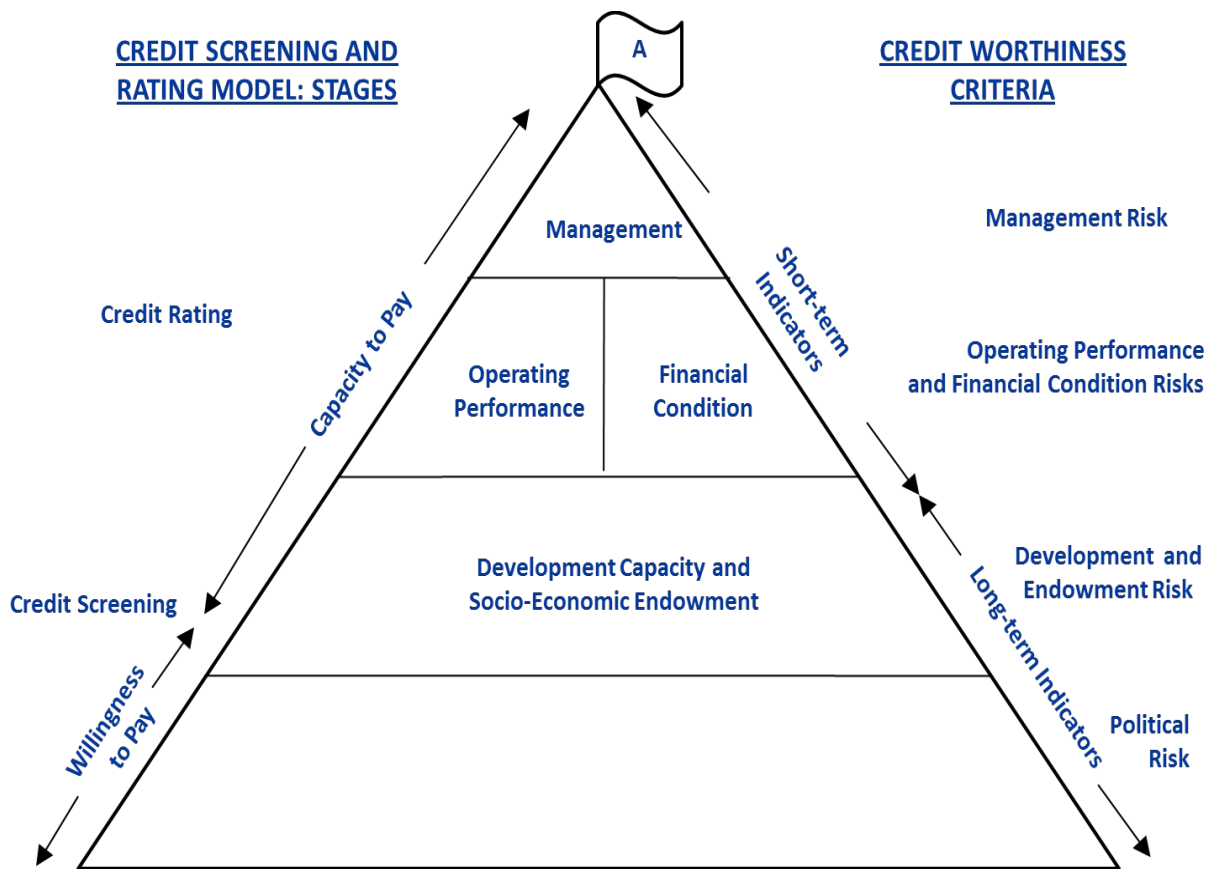 CREDIT SCREENING AND
RATING MODEL: STAGES
A
CREDIT WORTHINESS
CRITERIA
Management
Management Risk
Short-term
Indicators
Credit Rating
Capacity to Pay
Operating
Performance
Financial
Condition
Operating Performance
and Financial Condition Risks
Development Capacity and
Socio-Economic Endowment
Development and
Endowment Risk
Credit Screening
Long-term Indicators
Willingness
to Pay
Political
Risk